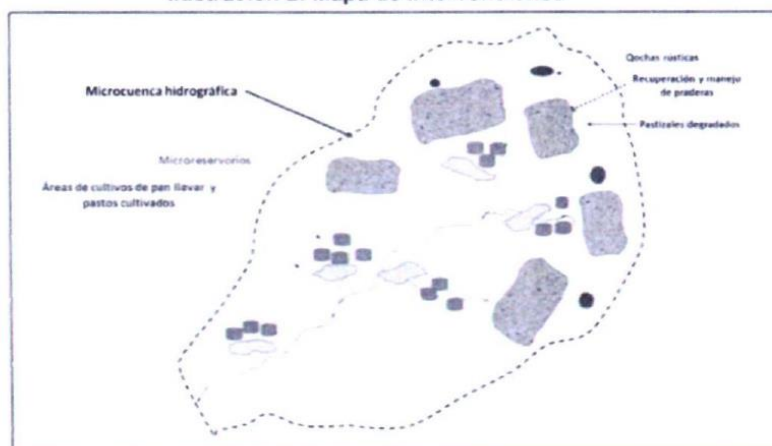 Microcuenca hidrográfica
Microreservorios
Áreas de cultivos de pan llevar y
pastos cultivados
Qochas rústicas
Recuperación y manejo
de praderas
Pastizales degradados